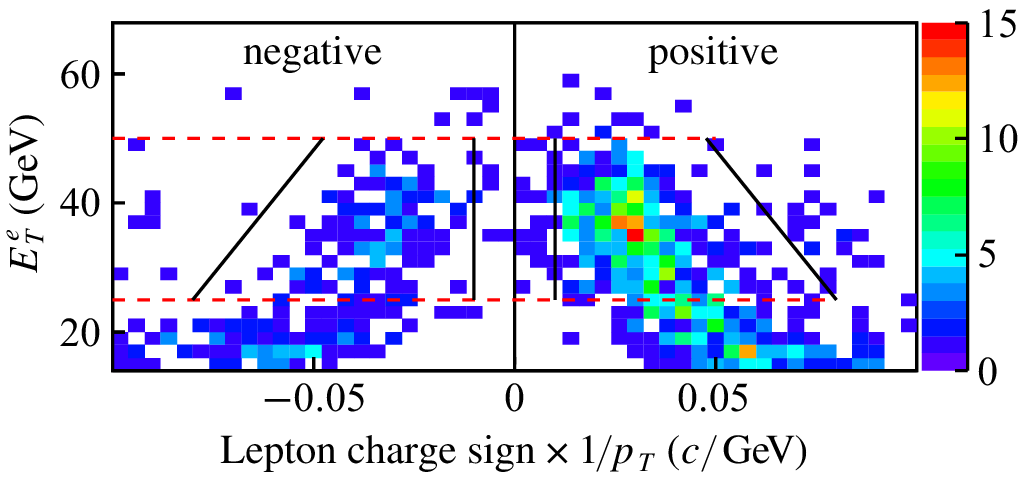 negative positive
60
40
20
E_T^e (GeV)
−0.05 0 0.05
Lepton charge sign × 1/p_T (c/GeV)
15
10
5
0